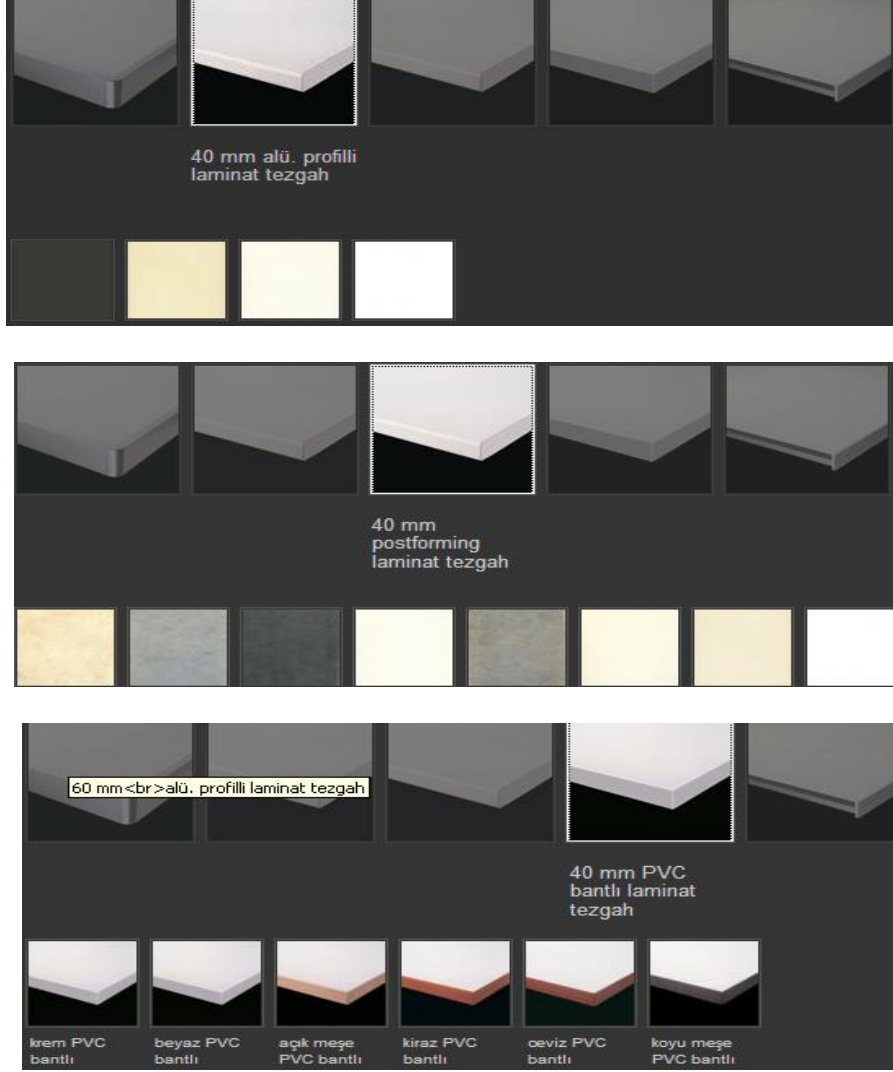 40 mm alü. profilli
laminat tezgah
40 mm
postforming
laminat tezgah
60 mm<br>alü. profilli laminat tezgah
40 mm PVC
bantlı laminat
tezgah
krem PVC
bantlı
beyaz PVC
bantlı
açık meşe
PVC bantlı
kiraz PVC
bantlı
ceviz PVC
bantlı
koyu meşe
PVC bantlı